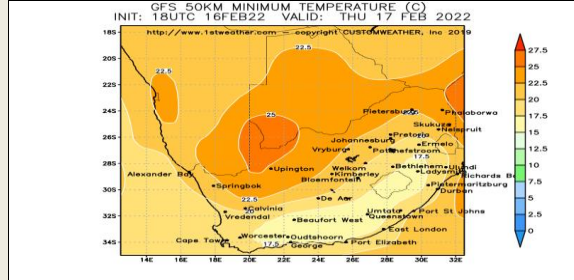 GFS 50KM MINIMUM TEMPERATURE (C)
INIT: 18UTC 16FEB22 VALID: THU 17 FEB 2022
http://www.1stweather.com — copyright CUSTOMWEATHER, Inc 2019
18S
22.5
27.5
20S
22.5
25
22S
22.5
24S
Pietersburg
Phalaborwa
20
25
Skukuza
17.5
26S
Pretoria
20
Nelspruit
Johannesburg
Ermelo
15
Vryburg
Potchefstroom
17.5
12.5
28S
Upington
Welkom
Bethlehem
Ulundi
10
Alexander Bay
Kimberley
Ladysmith
Richards B
7.5
Springbok
Bloemfontein
Pietermaritzburg
30S
Durban
5
22.5
De Aar
Calvinia
20
2.5
32S
Vredendal
Beaufort West
Umtata
Port St Johns
Queenstown
0
East London
34S
Cape Town
Worcester
Oudtshoorn
17.5
George
Port Elizabeth
14E 16E 18E 20E 22E 24E 26E 28E 30E 32E